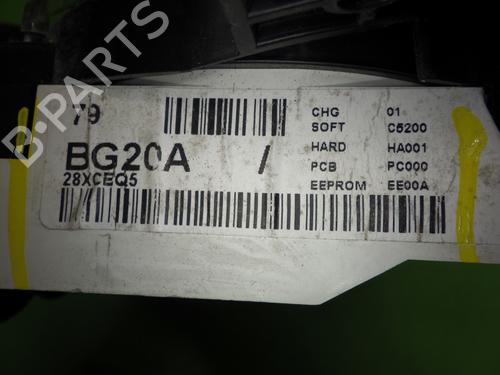 B-PARTS
79
CHG 01
SOFT C5200
BG20A / HARD HA001
28XCEQ5 PCB PC000
EEPROM EE00A